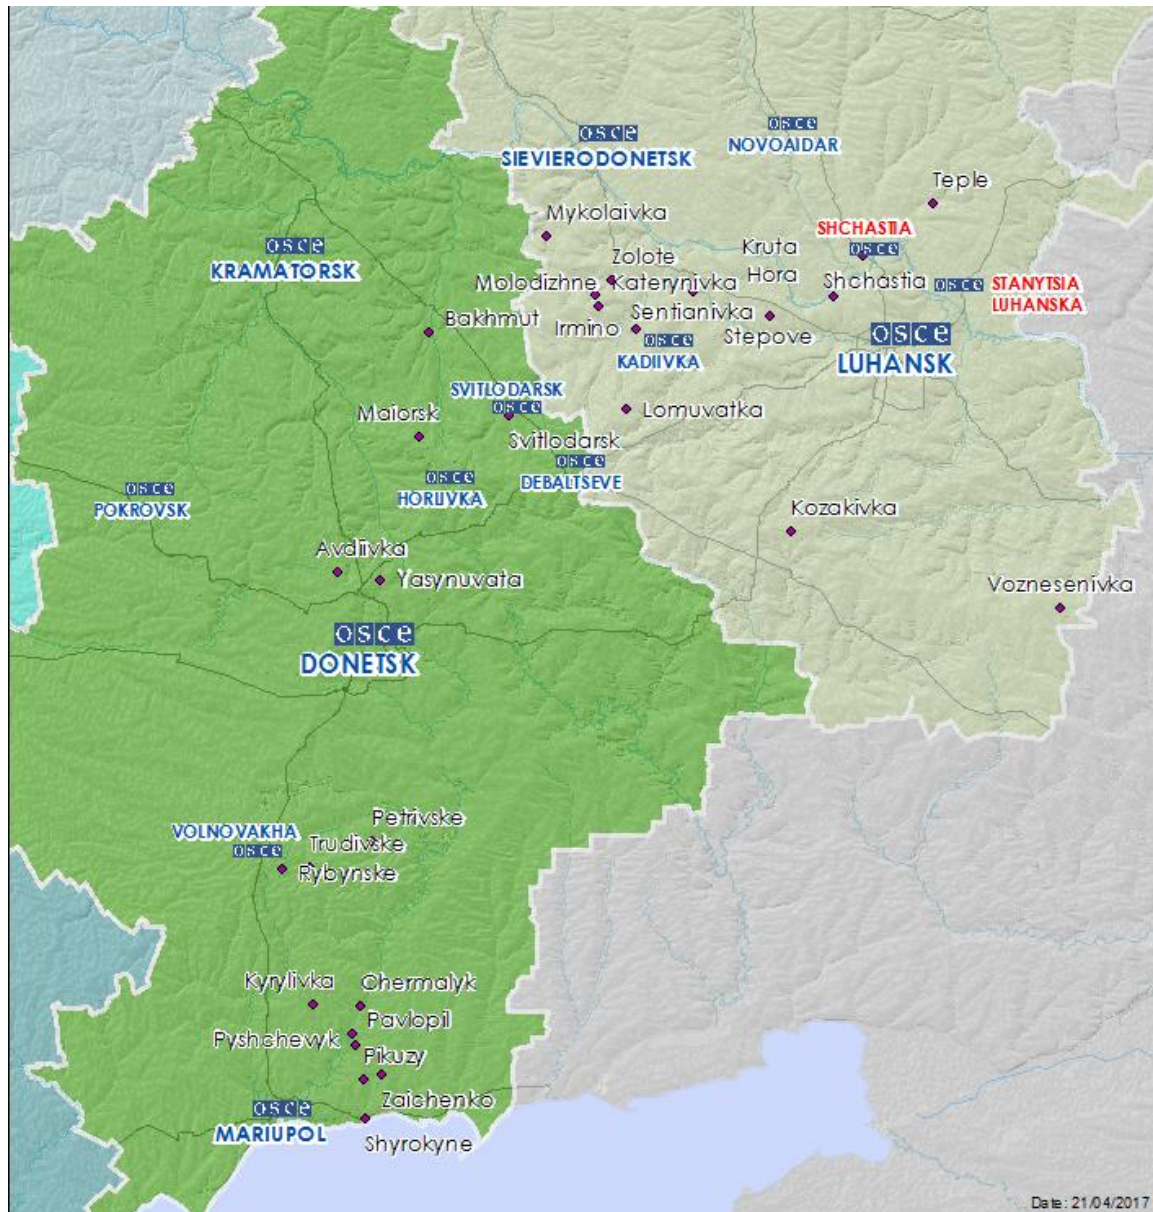 osce
NOVOAIDAR
osce
SIEVIERODONETSK
Teple
Mykolaivka
SHCHASTIA
osce
osce
KRAMATORSK
Zolote
Kruta
Hora
Molodizhne
Katerynivka
Shchastia
osce
STANYTSIA
LUHANSKA
Bakhmut
Irmino
Sentianivka
Stepove
osce
KADIIVKA
osce
LUHANSK
SVITLODARSK
osce
Maiorsk
Lomuvatka
Svitlodarsk
osce
DEBALTSEVE
osce
HORLIVKA
osce
POKROVSK
Kozakivka
Avdiivka
Yasynuvata
Voznesenivka
osce
DONETSK
Petrivske
VOLNOVAKHA
osce
Trudivske
Rybynske
Kyrylivka
Chermalyk
Pavlopil
Pyshchevyk
Pikuzy
Zaichenko
osce
MARIUPOL
Shyrokyne
Date: 21/04/2017